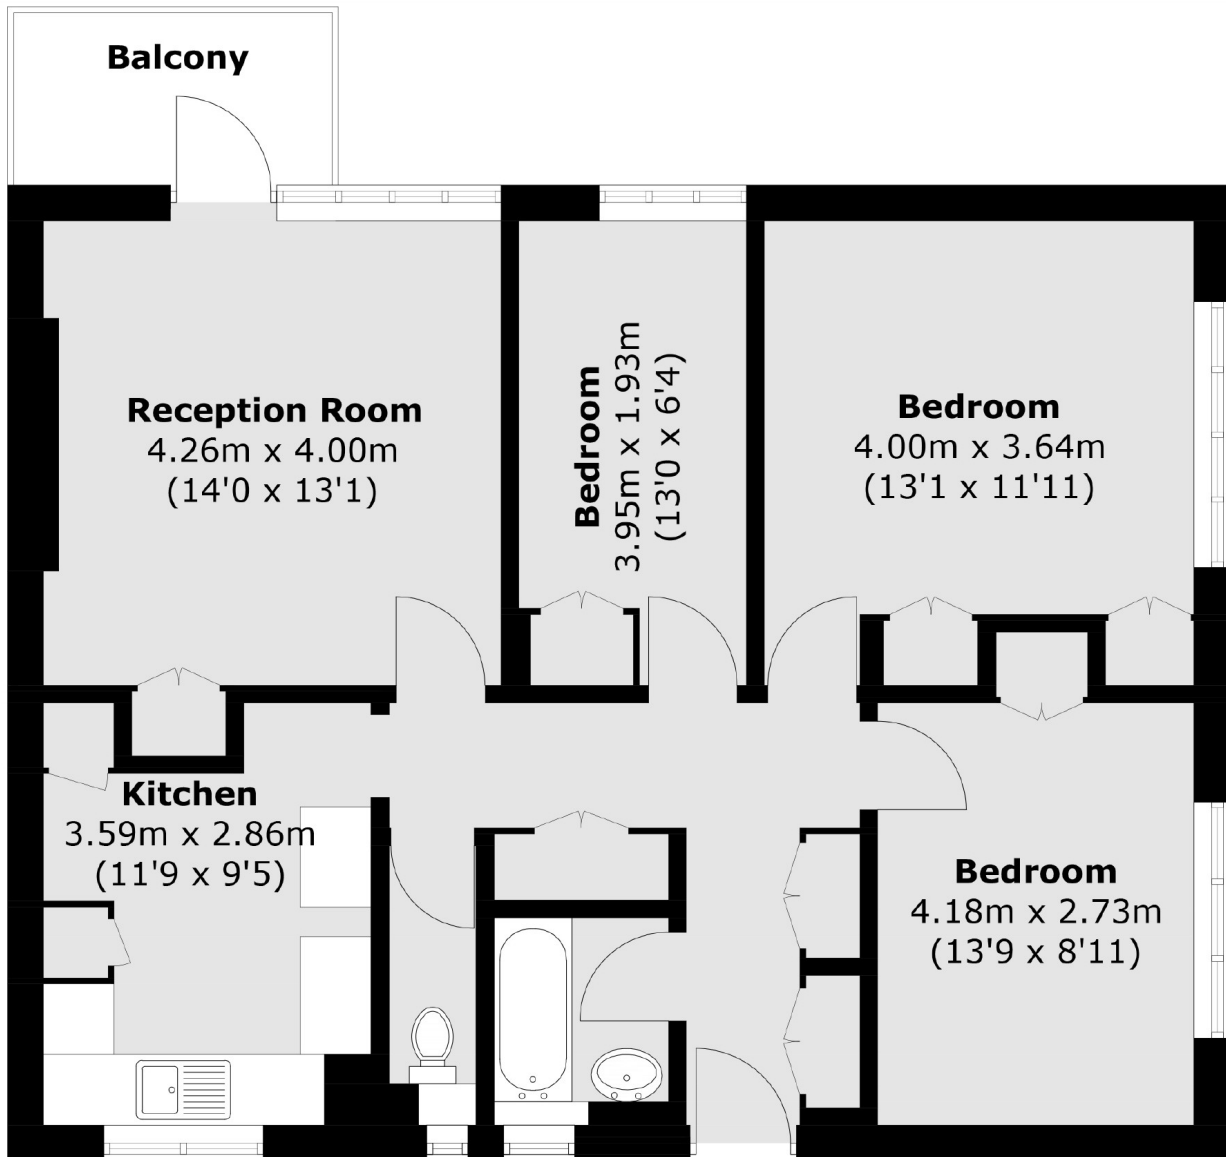 Balcony
Reception Room
4.26m x 4.00m
(14'0 x 13'1)
Bedroom
3.95m x 1.93m
(13'0 x 6'4)
Bedroom
4.00m x 3.64m
(13'1 x 11'11)
Kitchen
3.59m x 2.86m
(11'9 x 9'5)
Bedroom
4.18m x 2.73m
(13'9 x 8'11)